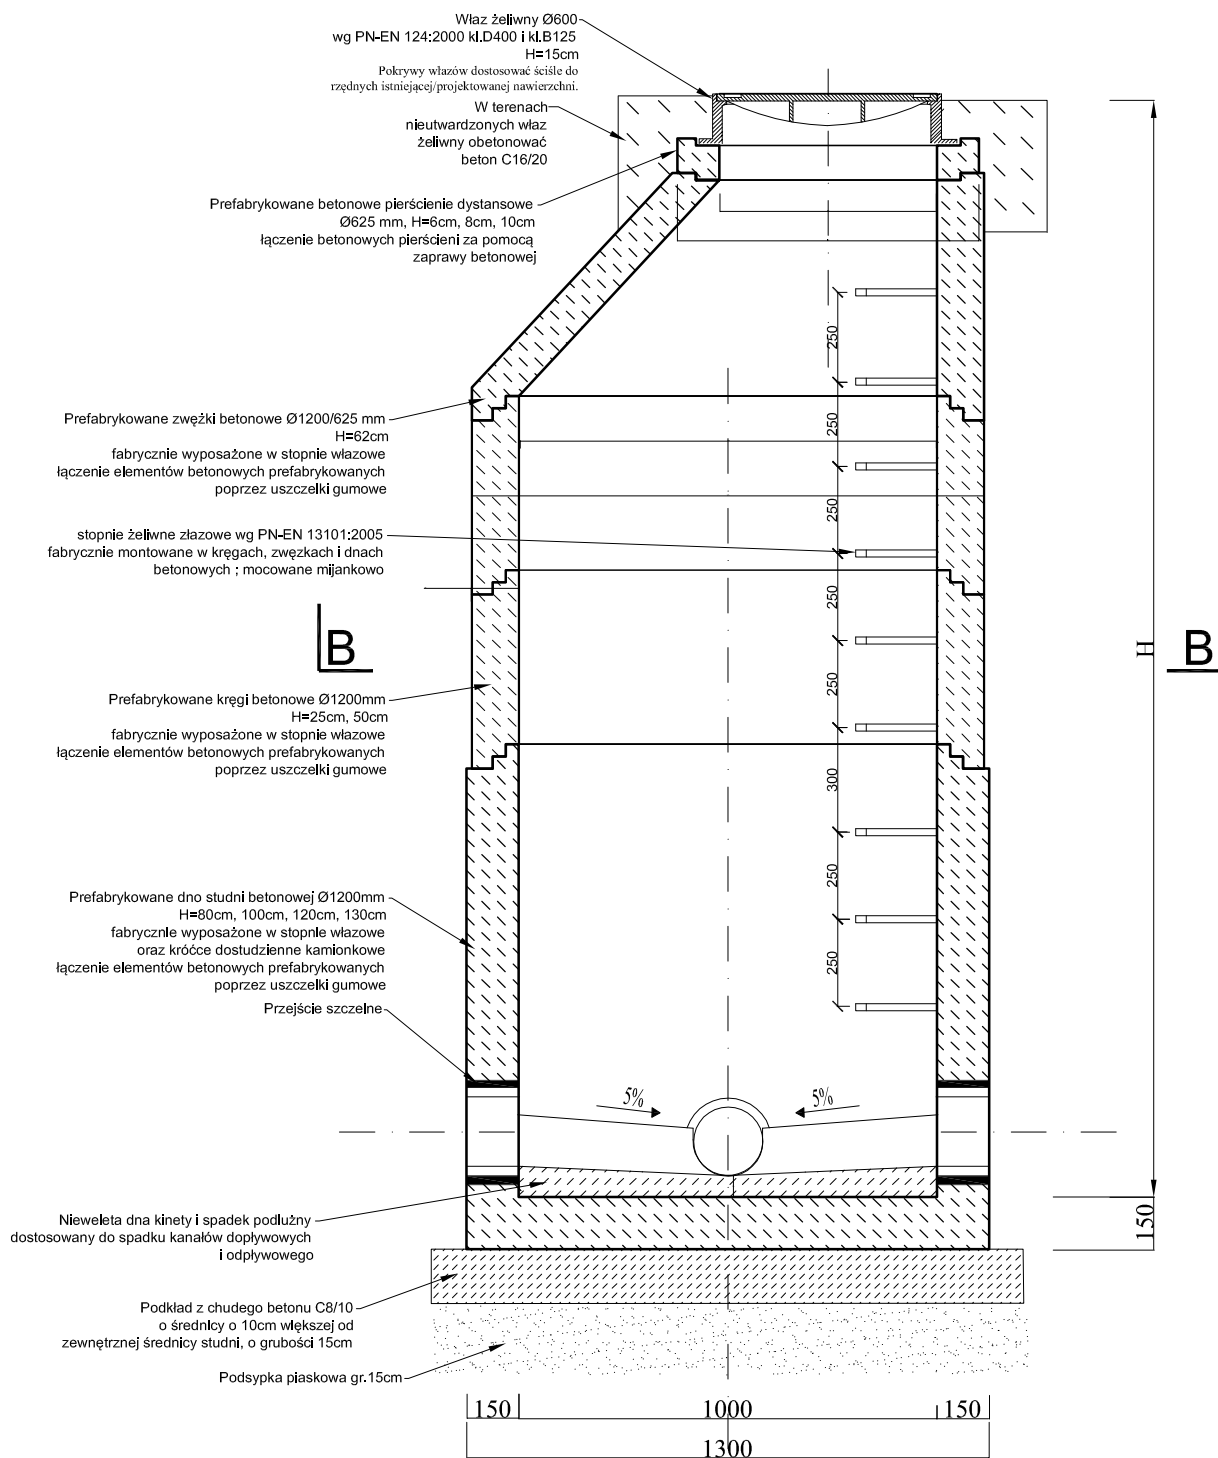 Właz żeliwny Ø600
wg PN-EN 124:2000 kl.D400 i kl.B125
H=15cm
Pokrywy włazów dostosować ściśle do
rzędnych istniejącej/projektowanej nawierzchni.
W terenach
nieutwardzonych właz
żeliwny obetonować
beton C16/20
Prefabrykowane betonowe pierścienie dystansowe
Ø625 mm, H=6cm, 8cm, 10cm
łączenie betonowych pierścieni za pomocą
zaprawy betonowej
Prefabrykowane zwężki betonowe Ø1200/625 mm
H=62cm
fabrycznie wyposażone w stopnie włazowe
łączenie elementów betonowych prefabrykowanych
poprzez uszczelki gumowe
stopnie żeliwne złazowe wg PN-EN 13101:2005
fabrycznie montowane w kręgach, zwęzkach i dnach
betonowych ; mocowane mijankowo
B
B
Prefabrykowane kręgi betonowe Ø1200mm
H=25cm, 50cm
fabrycznie wyposażone w stopnie włazowe
łączenie elementów betonowych prefabrykowanych
poprzez uszczelki gumowe
Prefabrykowane dno studni betonowej Ø1200mm
H=80cm, 100cm, 120cm, 130cm
fabrycznie wyposażone w stopnie włazowe
oraz króćce dostudzienne kamionkowe
łączenie elementów betonowych prefabrykowanych
poprzez uszczelki gumowe
Przejście szczelne
Nieweleta dna kinety i spadek podłużny
dostosowany do spadku kanałów dopływowych
i odpływowego
Podkład z chudego betonu C8/10
o średnicy o 10cm większej od
zewnętrznej średnicy studni, o grubości 15cm
Podsypka piaskowa gr.15cm
250
250
250
250
250
300
250
250
5%
5%
H
150
150
1000
150
1300